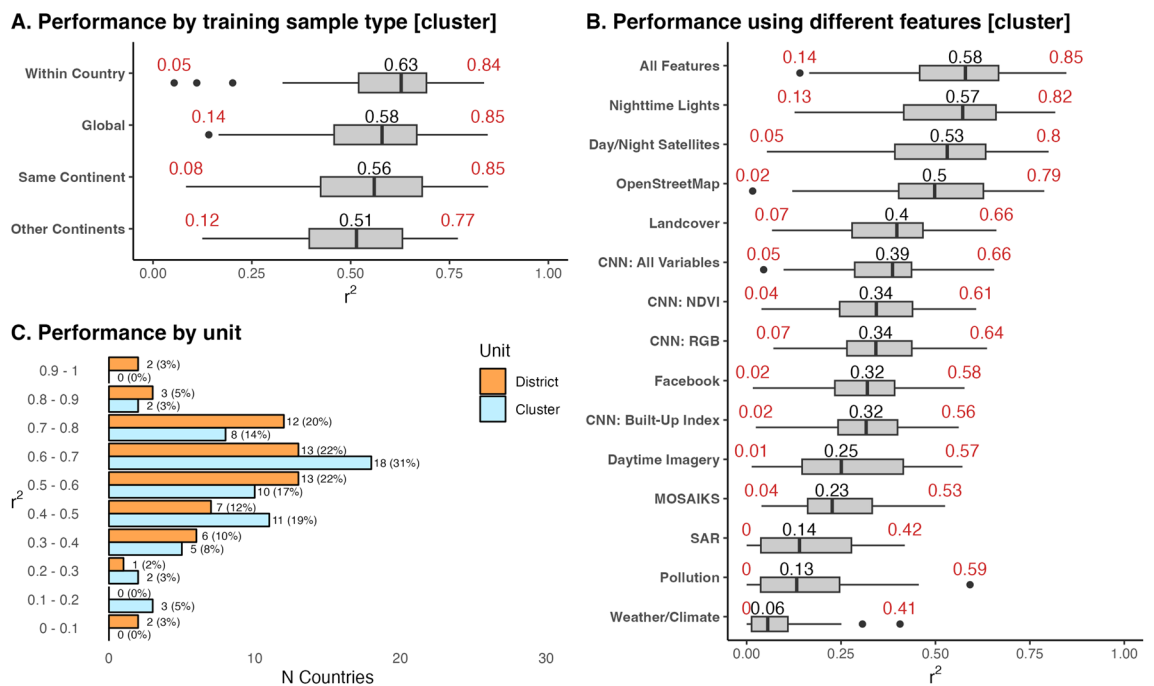 A. Performance by training sample type [cluster]
Within Country
0.05
0.63
0.84
Global
0.14
0.58
0.85
Same Continent
0.08
0.56
0.85
Other Continents
0.12
0.51
0.77
0.00 0.25 0.50 0.75 1.00
r²
B. Performance using different features [cluster]
All Features
0.14
0.58
0.85
Nighttime Lights
0.13
0.57
0.82
Day/Night Satellites
0.05
0.53
0.8
OpenStreetMap
0.02
0.5
0.79
Landcover
0.07
0.4
0.66
CNN: All Variables
0.05
0.39
0.66
CNN: NDVI
0.04
0.34
0.61
CNN: RGB
0.07
0.34
0.64
Facebook
0.02
0.32
0.58
CNN: Built-Up Index
0.02
0.32
0.56
Daytime Imagery
0.01
0.25
0.57
MOSAIKS
0.04
0.23
0.53
SAR
0
0.14
0.42
Pollution
0
0.13
0.59
Weather/Climate
0
0.06
0.41
0.00 0.25 0.50 0.75 1.00
r²
C. Performance by unit
Unit
District
Cluster
r²
0.9 - 1
2 (3%)
0 (0%)
0.8 - 0.9
3 (5%)
2 (3%)
0.7 - 0.8
12 (20%)
8 (14%)
0.6 - 0.7
13 (22%)
18 (31%)
0.5 - 0.6
13 (22%)
10 (17%)
0.4 - 0.5
7 (12%)
11 (19%)
0.3 - 0.4
6 (10%)
5 (8%)
0.2 - 0.3
1 (2%)
2 (3%)
0.1 - 0.2
0 (0%)
3 (5%)
0 - 0.1
2 (3%)
0 (0%)
0 10 20 30
N Countries